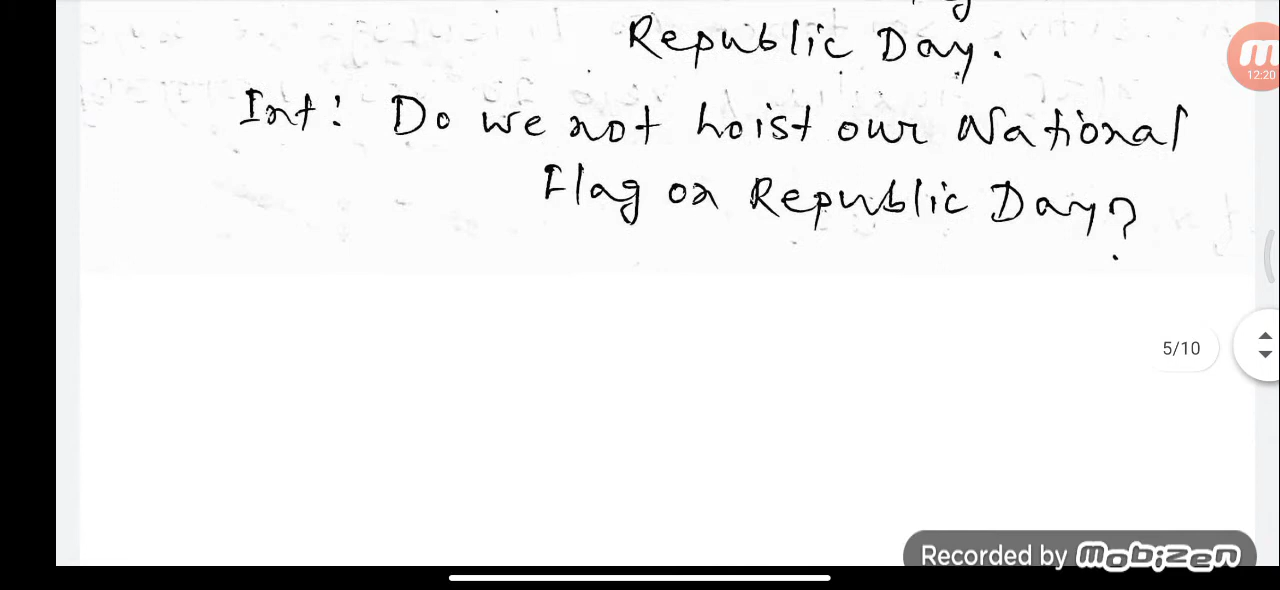 Republic Day.
12:20
Int: Do we not hoist our National
Flag on Republic Day?
5/10
Recorded by mobizen